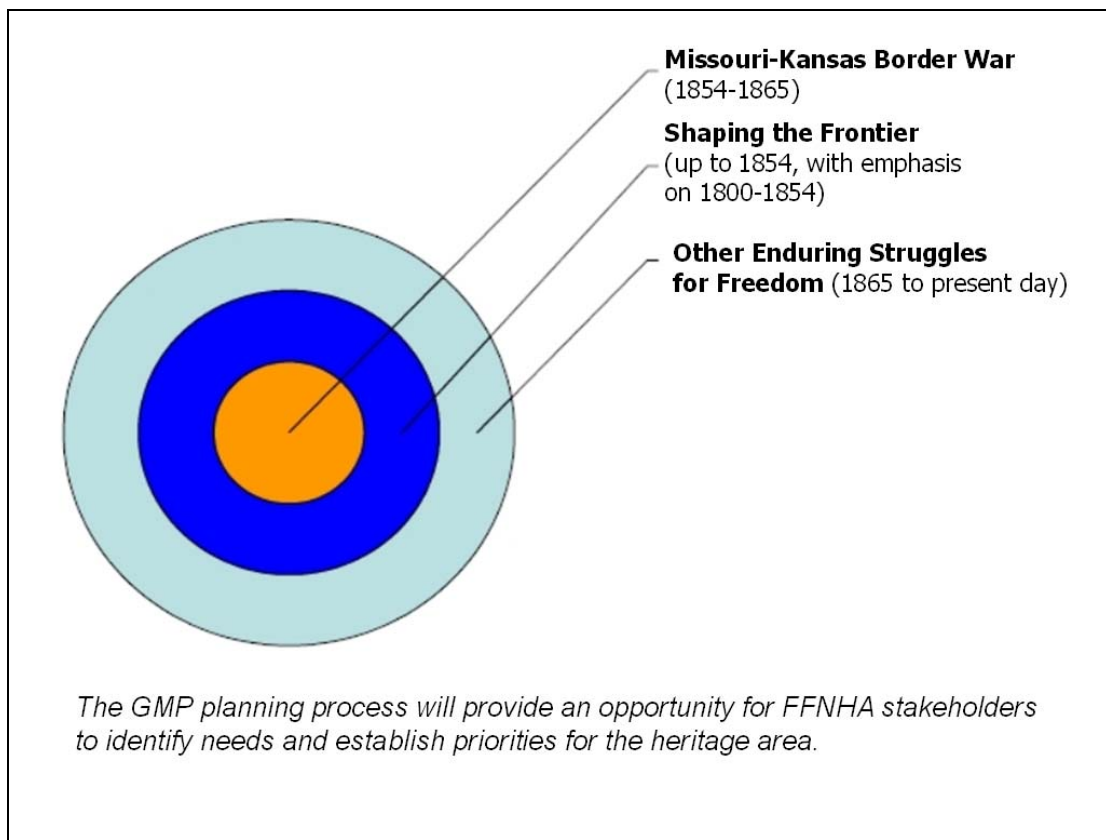 Missouri-Kansas Border War
(1854-1865)
Shaping the Frontier
(up to 1854, with emphasis
on 1800-1854)
Other Enduring Struggles
for Freedom (1865 to present day)
The GMP planning process will provide an opportunity for FFNHA stakeholders
to identify needs and establish priorities for the heritage area.